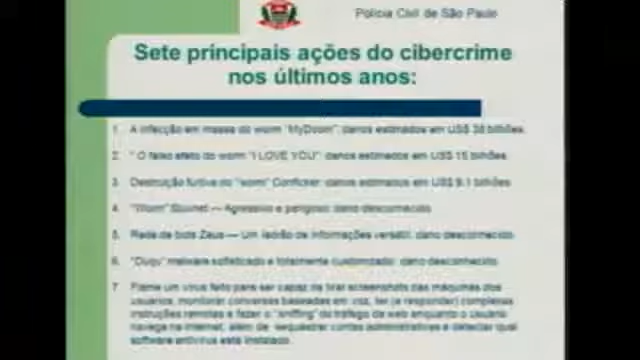 Polícia Civil de São Paulo
Sete principais ações do cibercrime
nos últimos anos:
1. A infecção em massa do worm "MyDoom": danos estimados em US$ 38 bilhões.
2. " O falso afeto do worm "I LOVE YOU": danos estimados em US$ 15 bilhões.
3. Destruição furtiva do "worm" Conficker: danos estimados em US$ 9.1 bilhões.
4. "Worm" Stuxnet — Agressivo e perigoso: dano desconhecido.
5. Rede de bots Zeus — Um ladrão de informações versátil: dano desconhecido.
6. "Duqu" malware sofisticado e totalmente customizado: dano desconhecido.
7. Flame um vírus feito para ser capaz de tirar screenshots das máquinas dos
usuários, monitorar conversas baseadas em voz, ter (e responder) complexas
instruções remotas e fazer o "sniffing" do tráfego da web enquanto o usuário
navega na internet, além de sequestrar contas administrativas e detectar qual
software antivírus está instalado.